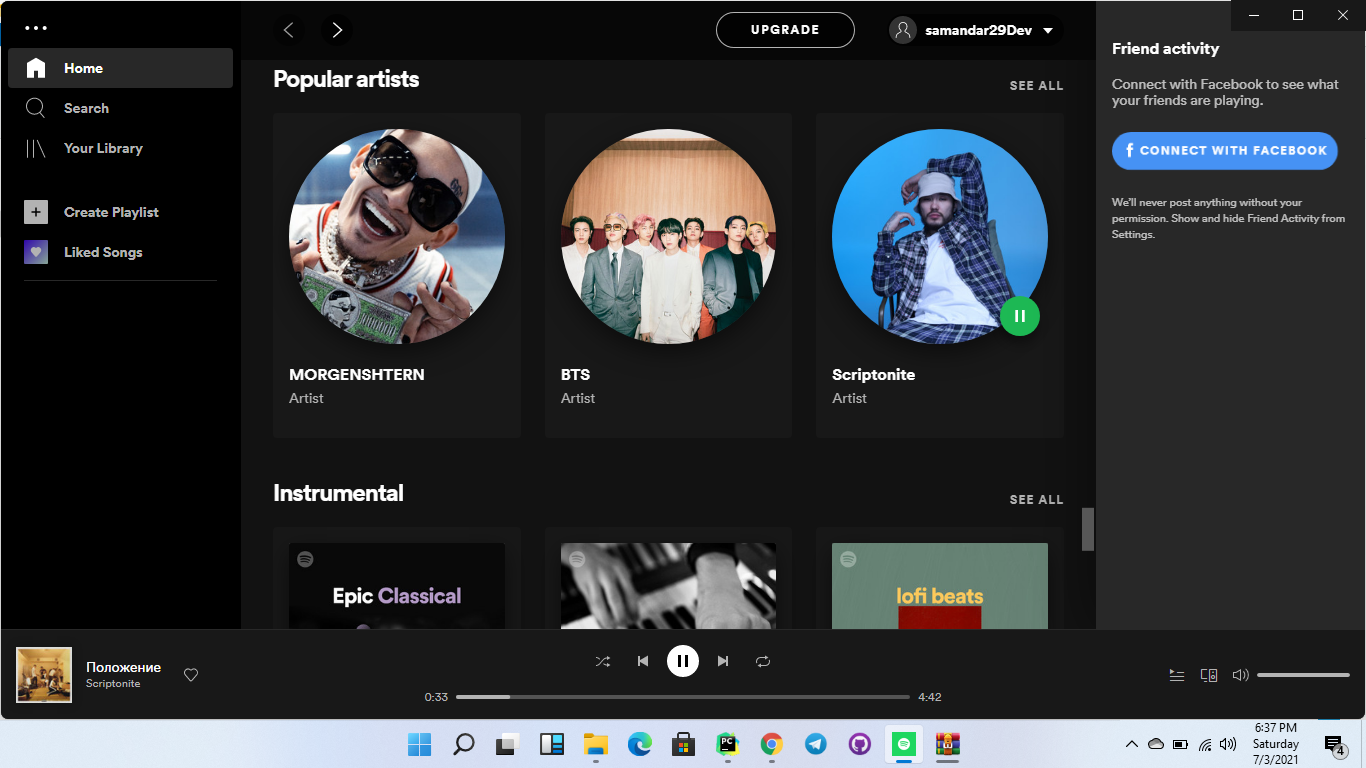 Home
Search
Your Library
Create Playlist
Liked Songs
UPGRADE
samandar29Dev
Popular artists
SEE ALL
MORGENSHTERN
Artist
BTS
Artist
Scriptonite
Artist
Instrumental
SEE ALL
Epic Classical
lofi beats
Friend activity
Connect with Facebook to see what
your friends are playing.
f CONNECT WITH FACEBOOK
We'll never post anything without your
permission. Show and hide Friend Activity from
Settings.
Положение
Scriptonite
0:33
4:42
PC
6:37 PM
Saturday
7/3/2021
4